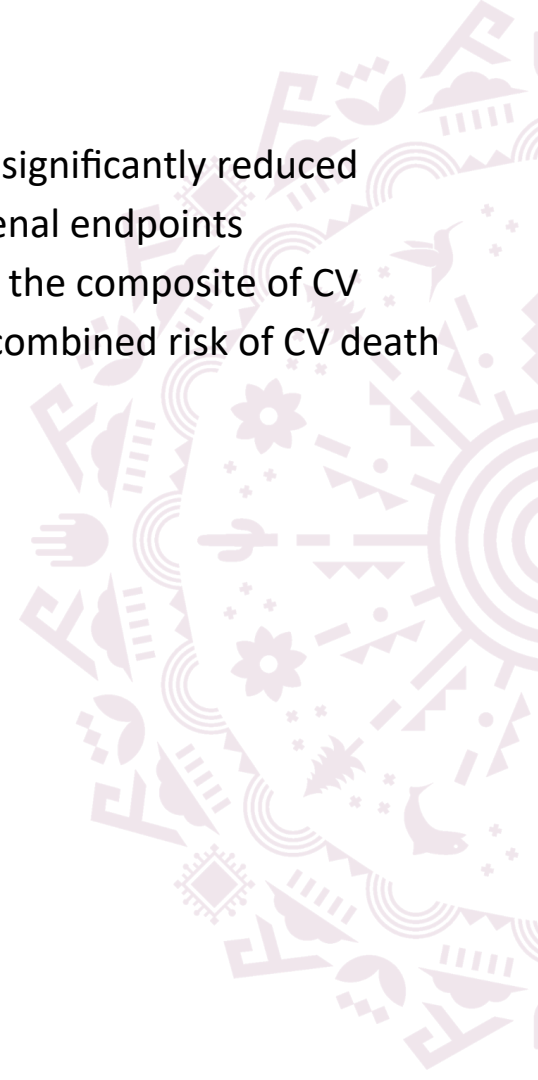 significantly reduced
enal endpoints
the composite of CV
combined risk of CV death